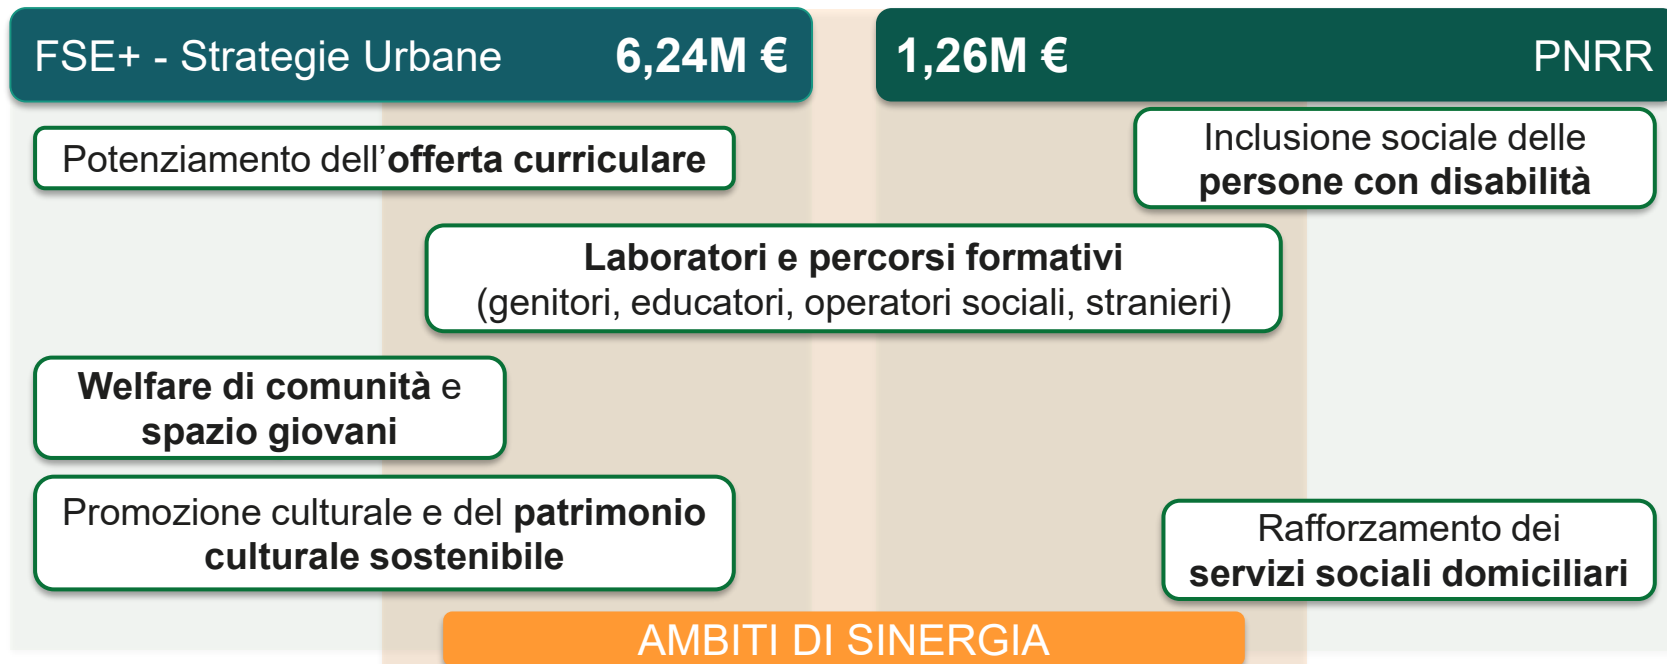 FSE+ - Strategie Urbane 6,24M €
1,26M € PNRR
Potenziamento dell’offerta curriculare
Inclusione sociale delle
persone con disabilità
Laboratori e percorsi formativi
(genitori, educatori, operatori sociali, stranieri)
Welfare di comunità e
spazio giovani
Promozione culturale e del patrimonio
culturale sostenibile
Rafforzamento dei
servizi sociali domiciliari
AMBITI DI SINERGIA